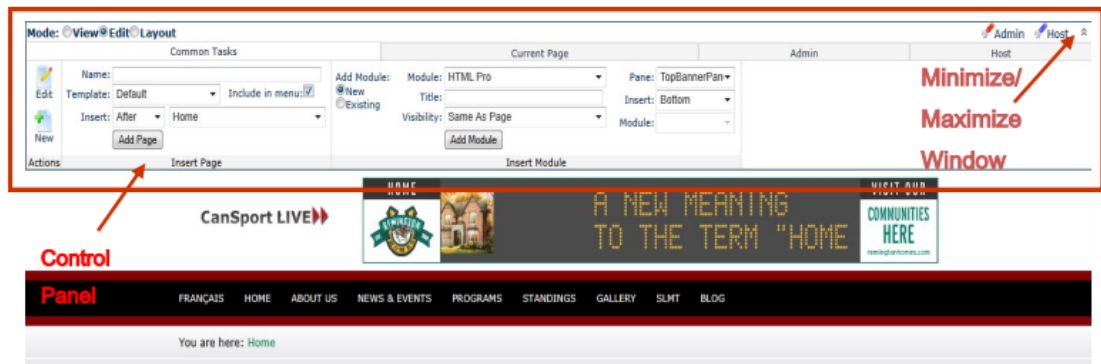 Mode: View Edit Layout Admin Host
Common Tasks Current Page Admin Host
Name: Add Module: Module: HTML Pro Pane: TopBannerPan
Edit Template: Default Include in menu: New Title: Insert: Bottom
Existing
Insert: After Home Visibility: Same As Page Module:
New Add Page Add Module
Actions Insert Page Insert Module
Minimize/
Maximize
Window
CanSport LIVE
HOME
REMINGTON
A NEW MEANING
TO THE TERM "HOME
VISIT OUR
COMMUNITIES
HERE
remingtonhomes.com
Control
Panel
FRANÇAIS HOME ABOUT US NEWS & EVENTS PROGRAMS STANDINGS GALLERY SLMT BLOG
You are here: Home